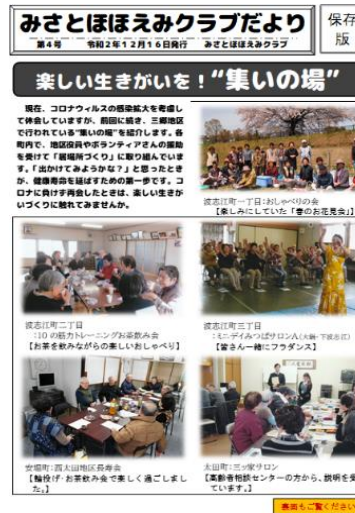 みさとほほえみクラブだより
保存
版
第4号　令和2年12月16日発行　みさとほほえみクラブ
楽しい生きがいを！“集いの場”
現在、コロナウィルスの感染拡大を考慮し
て休会していますが、前回に続き、三郷地区
で行われている“集いの場”を紹介します。各
町内で、地区役員やボランティアさんの援助
を受けて「居場所づくり」に取り組んでいま
す。「出かけてみようかな？」と思ったとき
が、健康寿命を延ばすための第一歩です。コ
ロナに負けず再会したときは、楽しい生きが
いづくりに触れてみませんか。
波志江町一丁目:おしゃべりの会
【楽しみにしていた「春のお花見会」】
波志江町二丁目
:10の筋力トレーニングお茶飲み会
【お茶を飲みながらの楽しいおしゃべり】
波志江町三丁目
:ミニデイみつばサロンA(大鍋・下波志江)
【皆さん一緒にフラダンス】
安堀町:西太田地区長寿会
【輪投げ・お茶飲み会で楽しく過ごしまし
た。】
太田町:三ッ家サロン
【高齢者相談センターの方から、説明を受
ています。】
裏面もご覧ください